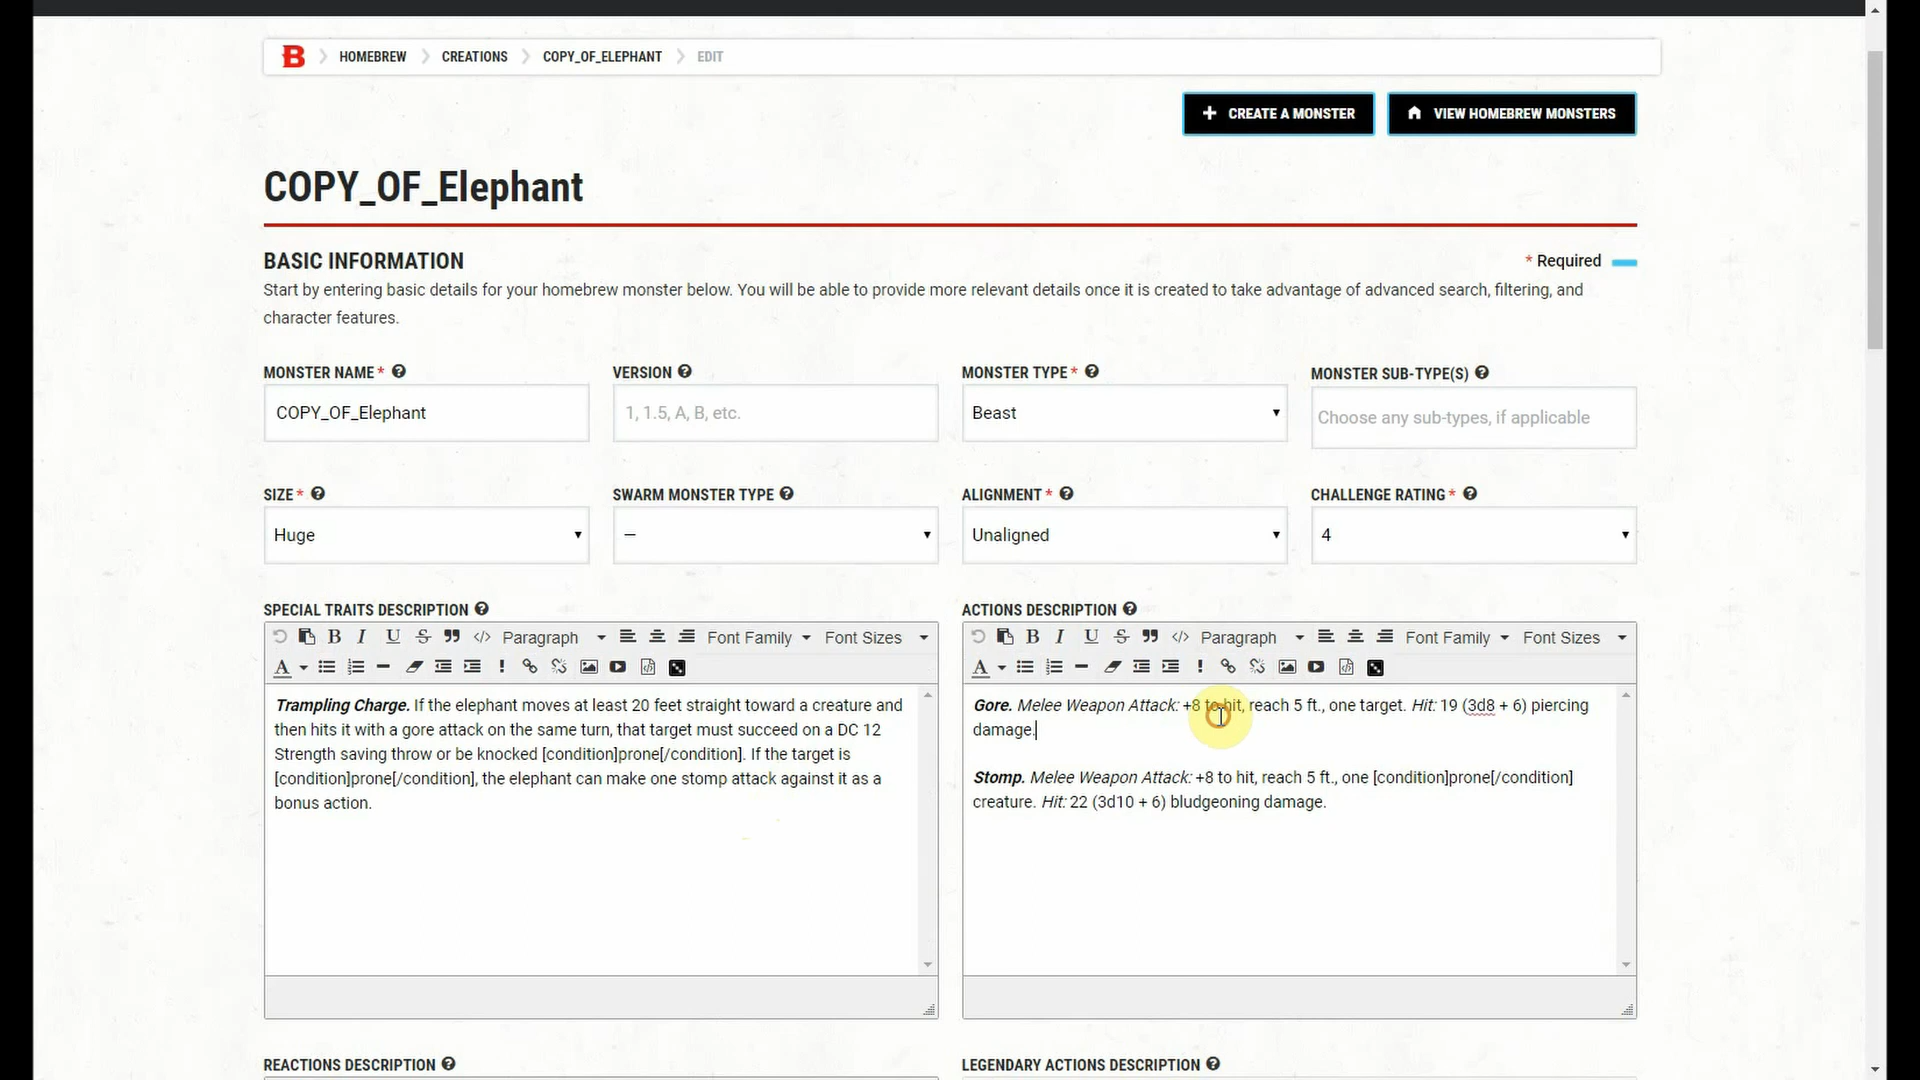 B HOMEBREW CREATIONS COPY_OF_ELEPHANT EDIT
CREATE A MONSTER VIEW HOMEBREW MONSTERS
COPY_OF_Elephant
BASIC INFORMATION
* Required
Start by entering basic details for your homebrew monster below. You will be able to provide more relevant details once it is created to take advantage of advanced search, filtering, and
character features.
MONSTER NAME * VERSION MONSTER TYPE * MONSTER SUB-TYPE(S)
COPY_OF_Elephant 1, 1.5, A, B, etc. Beast Choose any sub-types, if applicable
SIZE * SWARM MONSTER TYPE ALIGNMENT * CHALLENGE RATING *
Huge — Unaligned 4
SPECIAL TRAITS DESCRIPTION
Paragraph Font Family Font Sizes
Trampling Charge. If the elephant moves at least 20 feet straight toward a creature and
then hits it with a gore attack on the same turn, that target must succeed on a DC 12
Strength saving throw or be knocked [condition]prone[/condition]. If the target is
[condition]prone[/condition], the elephant can make one stomp attack against it as a
bonus action.
ACTIONS DESCRIPTION
Paragraph Font Family Font Sizes
Gore. Melee Weapon Attack: +8 to hit, reach 5 ft., one target. Hit: 19 (3d8 + 6) piercing
damage.
Stomp. Melee Weapon Attack: +8 to hit, reach 5 ft., one [condition]prone[/condition]
creature. Hit: 22 (3d10 + 6) bludgeoning damage.
REACTIONS DESCRIPTION LEGENDARY ACTIONS DESCRIPTION